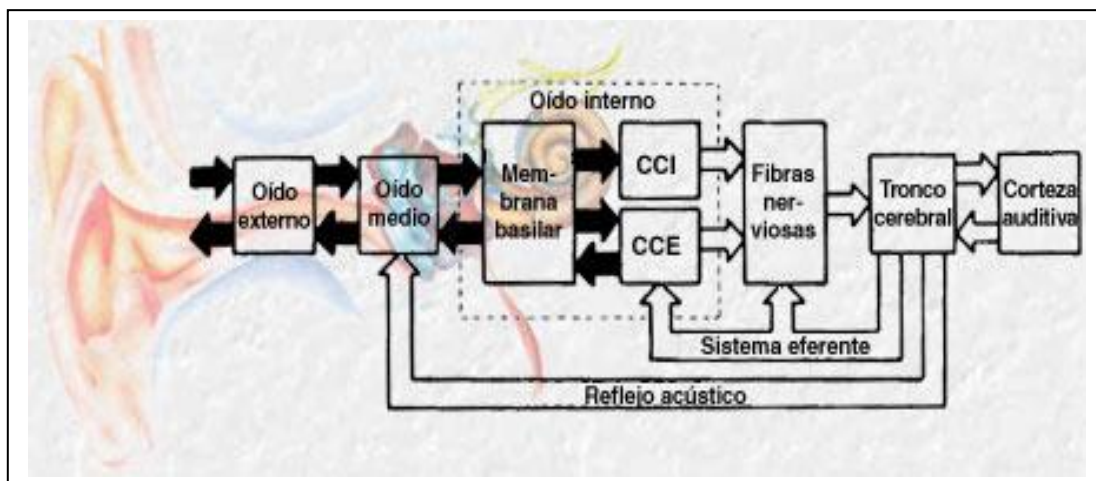 Oído interno
Oído
externo
Oído
medio
Mem-
brana
basilar
CCI
CCE
Fibras
ner-
viosas
Tronco
cerebral
Corteza
auditiva
Sistema eferente
Reflejo acústico